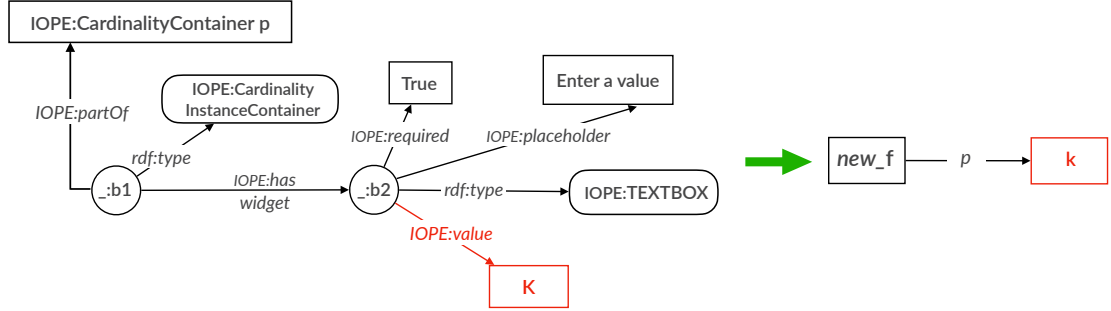 IOPE:CardinalityContainer p
True
Enter a value
IOPE:Cardinality
InstanceContainer
IOPE:partOf
IOPE:required
IOPE:placeholder
rdf:type
new_f
p
k
_:b1
IOPE:has
widget
_:b2
rdf:type
IOPE:TEXTBOX
IOPE:value
K